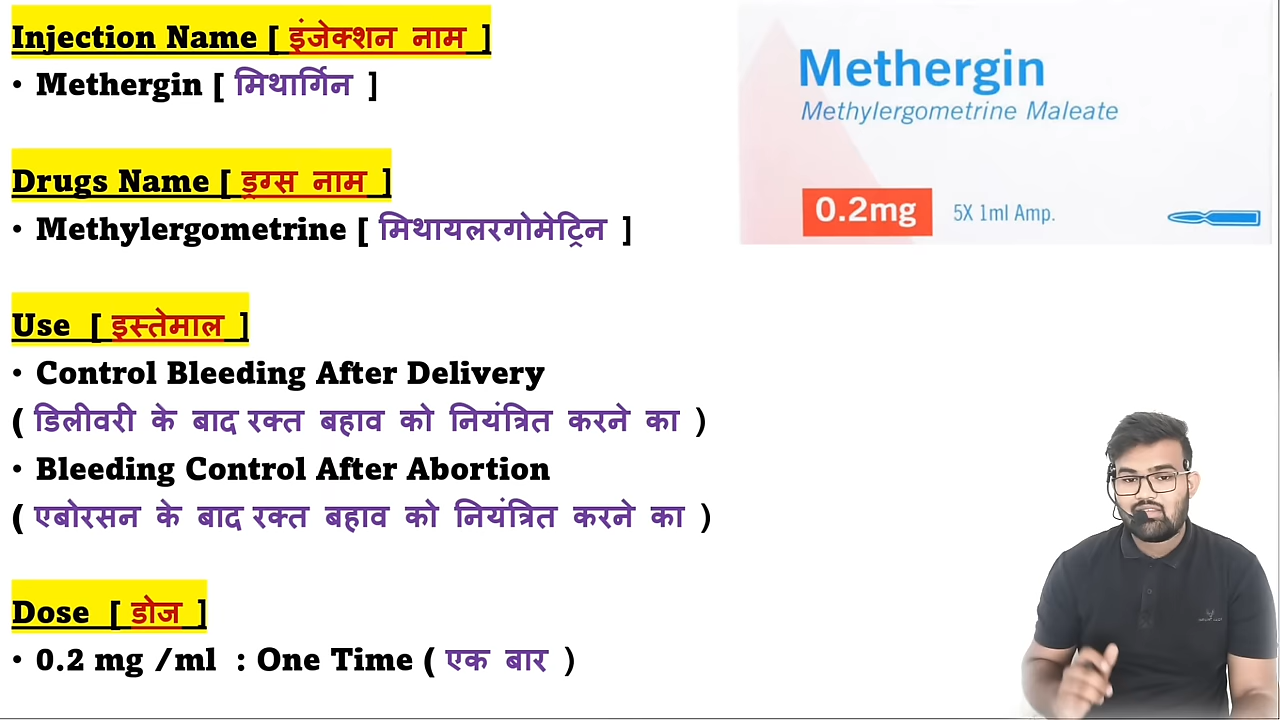 Injection Name [ इंजेक्शन नाम ]
• Methergin [ मिथार्गिन ]
Drugs Name [ ड्रग्स नाम ]
• Methylergometrine [ मिथायलरगोमेट्रिन ]
Use [ इस्तेमाल ]
• Control Bleeding After Delivery
( डिलीवरी के बाद रक्त बहाव को नियंत्रित करने का )
• Bleeding Control After Abortion
( एबोरसन के बाद रक्त बहाव को नियंत्रित करने का )
Dose [ डोज ]
• 0.2 mg /ml : One Time ( एक बार )
Methergin
Methylergometrine Maleate
0.2mg
5X 1ml Amp.